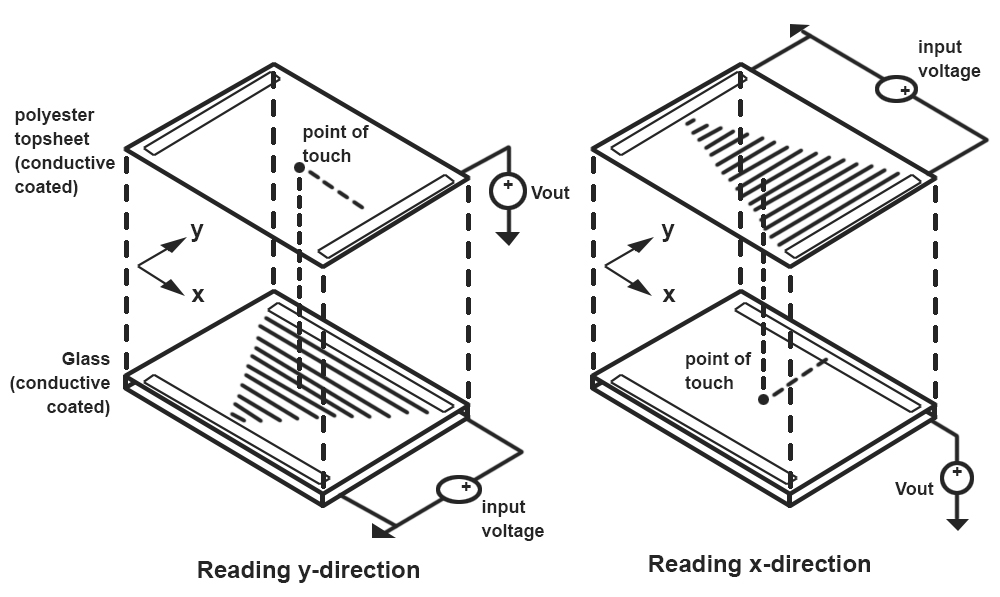 polyester
topsheet
(conductive
coated)
point of
touch
+
Vout
y
x
Glass
(conductive
coated)
+
input
voltage
Reading y-direction
input
voltage
+
y
x
point of
touch
+
Vout
Reading x-direction